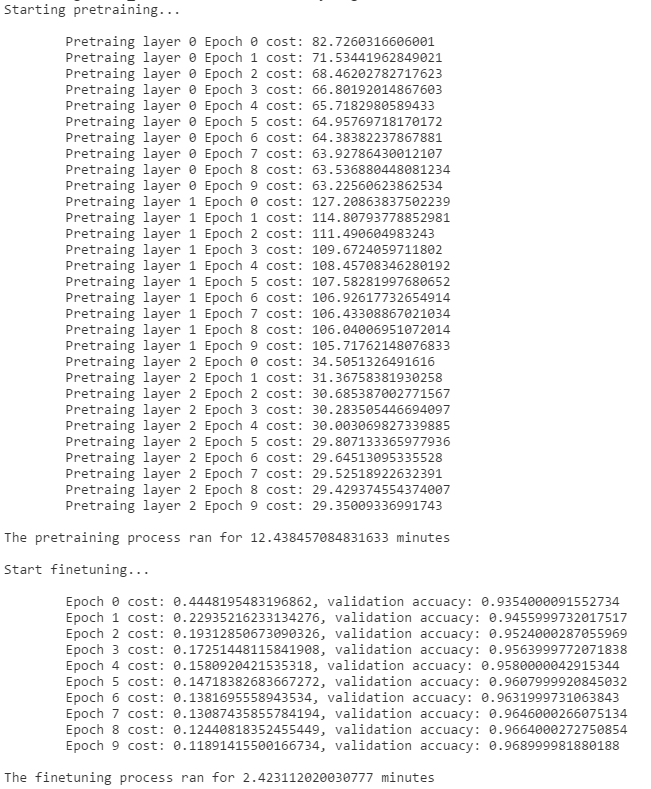 Starting pretraining...
Pretraing layer 0 Epoch 0 cost: 82.7260316606001
Pretraing layer 0 Epoch 1 cost: 71.53441962849021
Pretraing layer 0 Epoch 2 cost: 68.46202782717623
Pretraing layer 0 Epoch 3 cost: 66.80192014867603
Pretraing layer 0 Epoch 4 cost: 65.7182980589433
Pretraing layer 0 Epoch 5 cost: 64.95769718170172
Pretraing layer 0 Epoch 6 cost: 64.38382237867881
Pretraing layer 0 Epoch 7 cost: 63.92786430012107
Pretraing layer 0 Epoch 8 cost: 63.536880448081234
Pretraing layer 0 Epoch 9 cost: 63.22560623862534
Pretraing layer 1 Epoch 0 cost: 127.20863837502239
Pretraing layer 1 Epoch 1 cost: 114.80793778852981
Pretraing layer 1 Epoch 2 cost: 111.490604983243
Pretraing layer 1 Epoch 3 cost: 109.6724059711802
Pretraing layer 1 Epoch 4 cost: 108.45708346280192
Pretraing layer 1 Epoch 5 cost: 107.58281997680652
Pretraing layer 1 Epoch 6 cost: 106.92617732654914
Pretraing layer 1 Epoch 7 cost: 106.43308867021034
Pretraing layer 1 Epoch 8 cost: 106.04006951072014
Pretraing layer 1 Epoch 9 cost: 105.71762148076833
Pretraing layer 2 Epoch 0 cost: 34.5051326491616
Pretraing layer 2 Epoch 1 cost: 31.36758381930258
Pretraing layer 2 Epoch 2 cost: 30.685387002771567
Pretraing layer 2 Epoch 3 cost: 30.283505446694097
Pretraing layer 2 Epoch 4 cost: 30.003069827339885
Pretraing layer 2 Epoch 5 cost: 29.807133365977936
Pretraing layer 2 Epoch 6 cost: 29.64513095335528
Pretraing layer 2 Epoch 7 cost: 29.52518922632391
Pretraing layer 2 Epoch 8 cost: 29.429374554374007
Pretraing layer 2 Epoch 9 cost: 29.35009336991743
The pretraining process ran for 12.438457084831633 minutes
Start finetuning...
Epoch 0 cost: 0.4448195483196862, validation accuacy: 0.9354000091552734
Epoch 1 cost: 0.22935216233134276, validation accuacy: 0.9455999732017517
Epoch 2 cost: 0.19312850673090326, validation accuacy: 0.9524000287055969
Epoch 3 cost: 0.17251448115841908, validation accuacy: 0.9563999772071838
Epoch 4 cost: 0.1580920421535318, validation accuacy: 0.9580000042915344
Epoch 5 cost: 0.14718382683667272, validation accuacy: 0.9607999920845032
Epoch 6 cost: 0.1381695558943534, validation accuacy: 0.9631999731063843
Epoch 7 cost: 0.13087435855784194, validation accuacy: 0.9646000266075134
Epoch 8 cost: 0.12440818352455449, validation accuacy: 0.9664000272750854
Epoch 9 cost: 0.11891415500166734, validation accuacy: 0.968999981880188
The finetuning process ran for 2.423112020030777 minutes